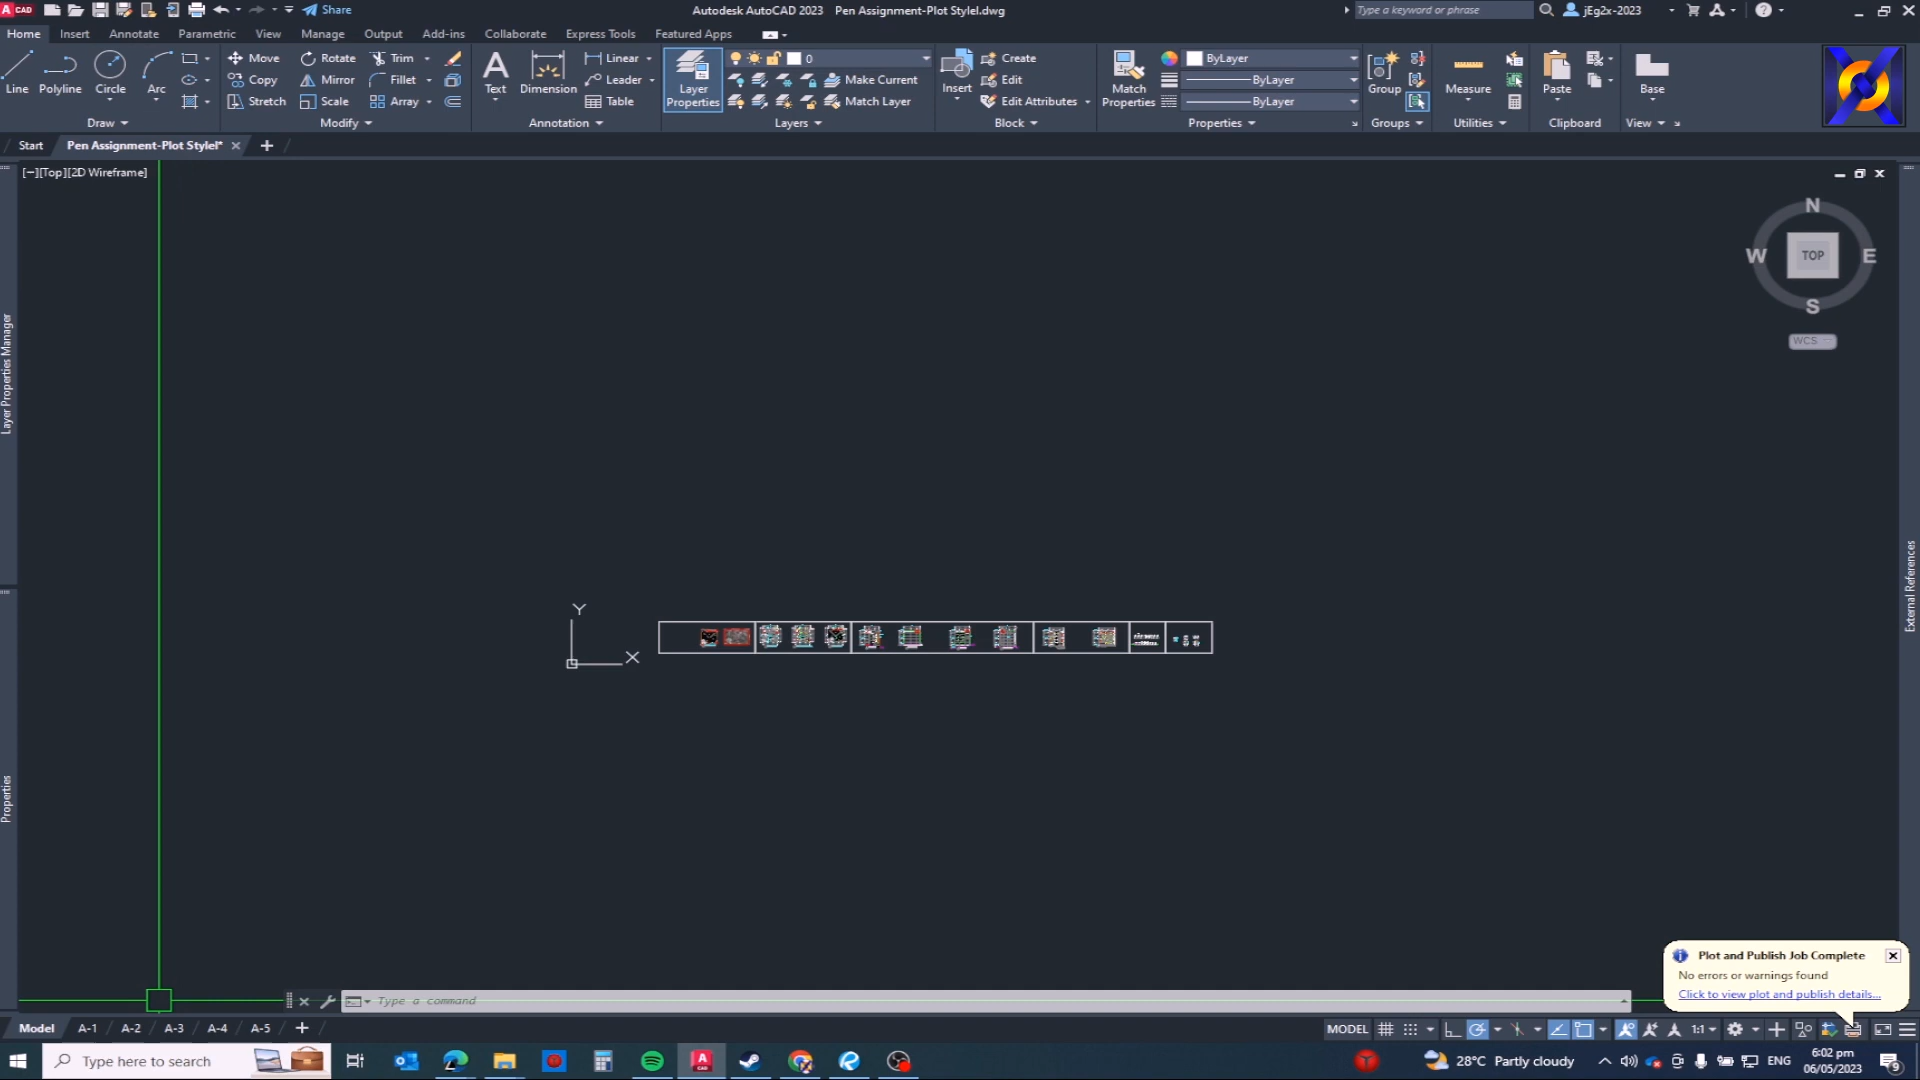 CAD Share Autodesk AutoCAD 2023 Pen Assignment-Plot Stylel.dwg Type a keyword or phrase jEg2x-2023
Home Insert Annotate Parametric View Manage Output Add-ins Collaborate Express Tools Featured Apps
Line Polyline Circle Arc
Move Rotate Trim
Copy Mirror Fillet
Stretch Scale Array
Text Dimension
Linear
Leader
Table
Layer Properties
0
Make Current
Match Layer
Insert
Create
Edit
Edit Attributes
Match Properties
ByLayer
ByLayer
ByLayer
Group
Measure
Paste
Base
Draw Modify Annotation Layers Block Properties Groups Utilities Clipboard View
Start Pen Assignment-Plot Stylel*
[−][Top][2D Wireframe]
N
W TOP E
S
WCS
Layer Properties Manager
Properties
External References
Y
X
Plot and Publish Job Complete
No errors or warnings found
Click to view plot and publish details...
Type a command
Model A-1 A-2 A-3 A-4 A-5
MODEL 1:1
Type here to search
28°C Partly cloudy ENG
6:02 pm
06/05/2023
9